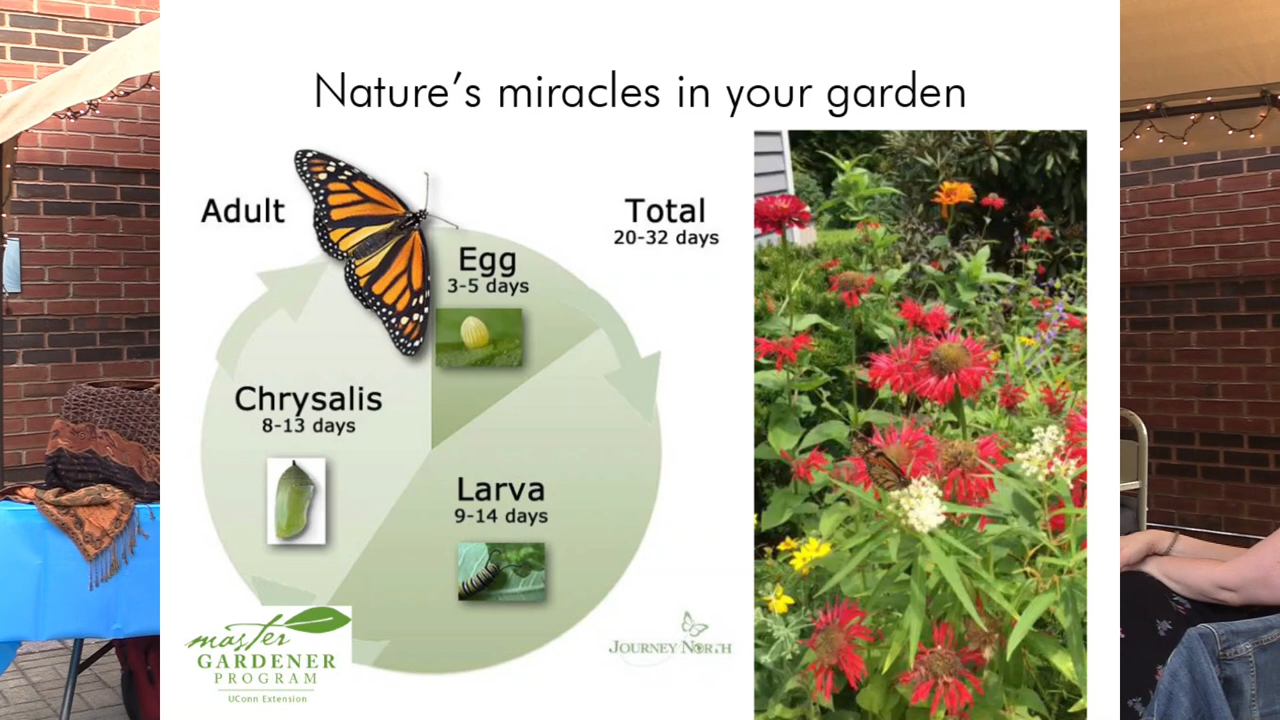 Nature's miracles in your garden
Adult
Total
20-32 days
Egg
3-5 days
Chrysalis
8-13 days
Larva
9-14 days
master
GARDENER
PROGRAM
UConn Extension
JOURNEY NORTH